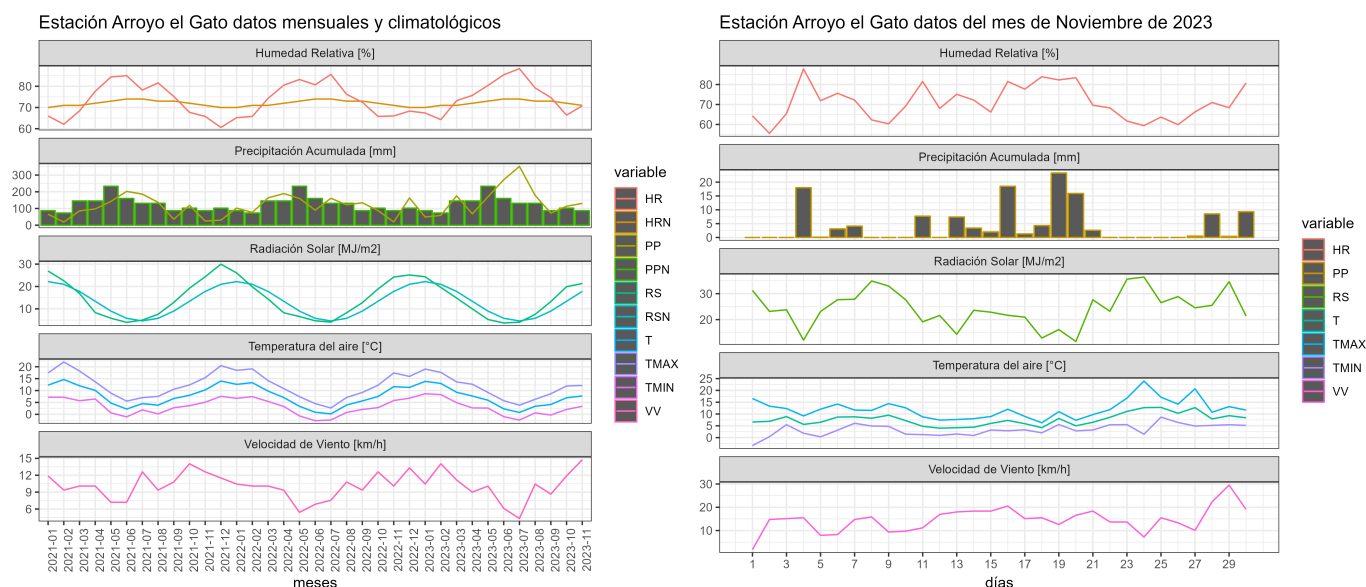 Estación Arroyo el Gato datos mensuales y climatológicos
Humedad Relativa [%]
80
70
60
Precipitación Acumulada [mm]
300
200
100
0
Radiación Solar [MJ/m2]
30
20
10
Temperatura del aire [°C]
20
15
10
5
0
Velocidad de Viento [km/h]
15
12
9
6
2021-01
2021-02
2021-03
2021-04
2021-05
2021-06
2021-07
2021-08
2021-09
2021-10
2021-11
2021-12
2022-01
2022-02
2022-03
2022-04
2022-05
2022-06
2022-07
2022-08
2022-09
2022-10
2022-11
2022-12
2023-01
2023-02
2023-03
2023-04
2023-05
2023-06
2023-07
2023-08
2023-09
2023-10
2023-11
meses
variable
HR
HRN
PP
PPN
RS
RSN
T
TMAX
TMIN
VV
Estación Arroyo el Gato datos del mes de Noviembre de 2023
Humedad Relativa [%]
80
70
60
Precipitación Acumulada [mm]
20
15
10
5
0
Radiación Solar [MJ/m2]
30
20
Temperatura del aire [°C]
25
20
15
10
5
0
Velocidad de Viento [km/h]
30
20
10
1 3 5 7 9 11 13 15 17 19 21 23 25 27 29
días
variable
HR
PP
RS
T
TMAX
TMIN
VV